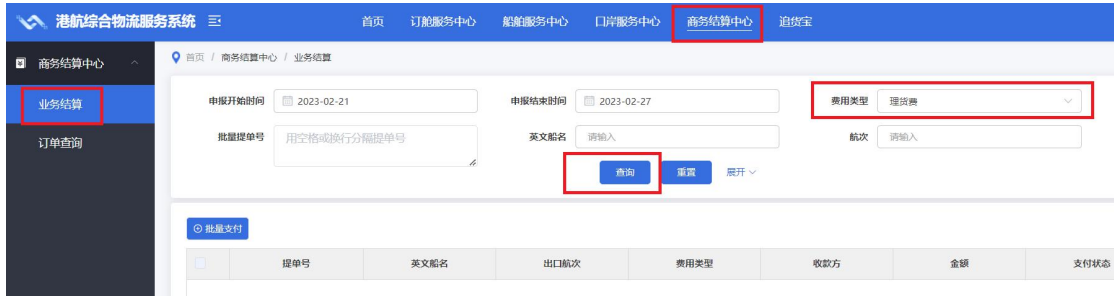 港航综合物流服务系统 首页 订舱服务中心 船舶服务中心 口岸服务中心 商务结算中心 追货宝
商务结算中心
首页 / 商务结算中心 / 业务结算
业务结算
订单查询
申报开始时间 2023-02-21 申报结束时间 2023-02-27 费用类型 理货费
批量提单号 用空格或换行分隔提单号 英文船名 请输入 航次 请输入
查询 重置 展开
批量支付
提单号 英文船名 出口航次 费用类型 收款方 金额 支付状态